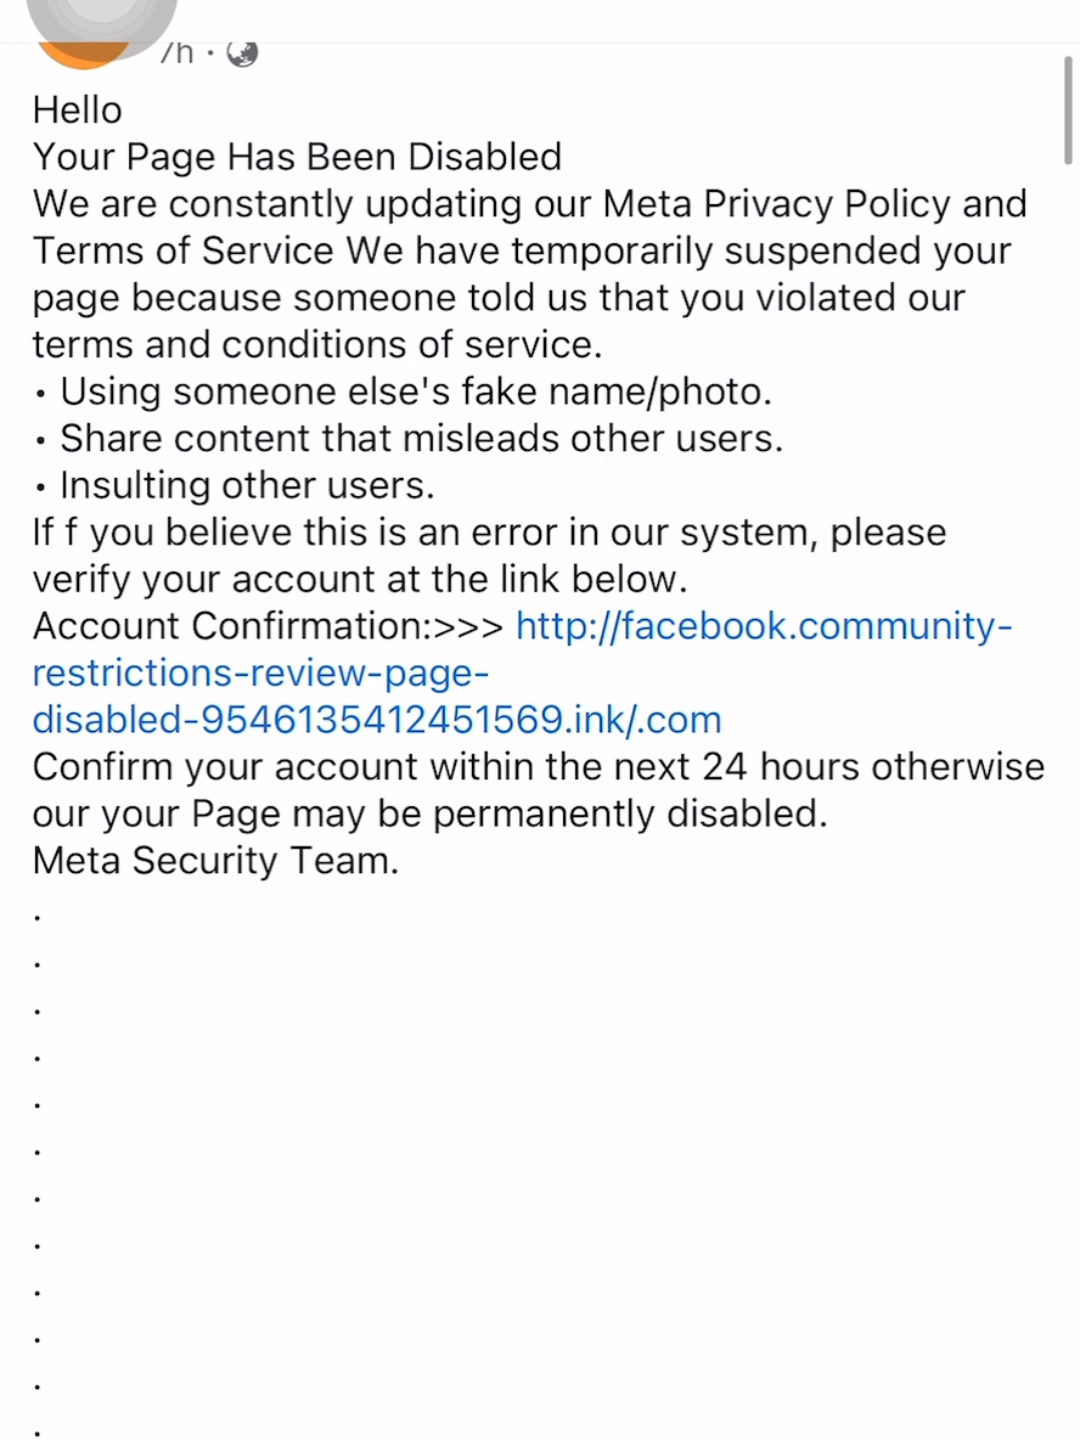 7h ·
Hello
Your Page Has Been Disabled
We are constantly updating our Meta Privacy Policy and
Terms of Service We have temporarily suspended your
page because someone told us that you violated our
terms and conditions of service.
• Using someone else's fake name/photo.
• Share content that misleads other users.
• Insulting other users.
If f you believe this is an error in our system, please
verify your account at the link below.
Account Confirmation:>>> http://facebook.community-
restrictions-review-page-
disabled-9546135412451569.ink/.com
Confirm your account within the next 24 hours otherwise
our your Page may be permanently disabled.
Meta Security Team.
.
.
.
.
.
.
.
.
.
.
.
.